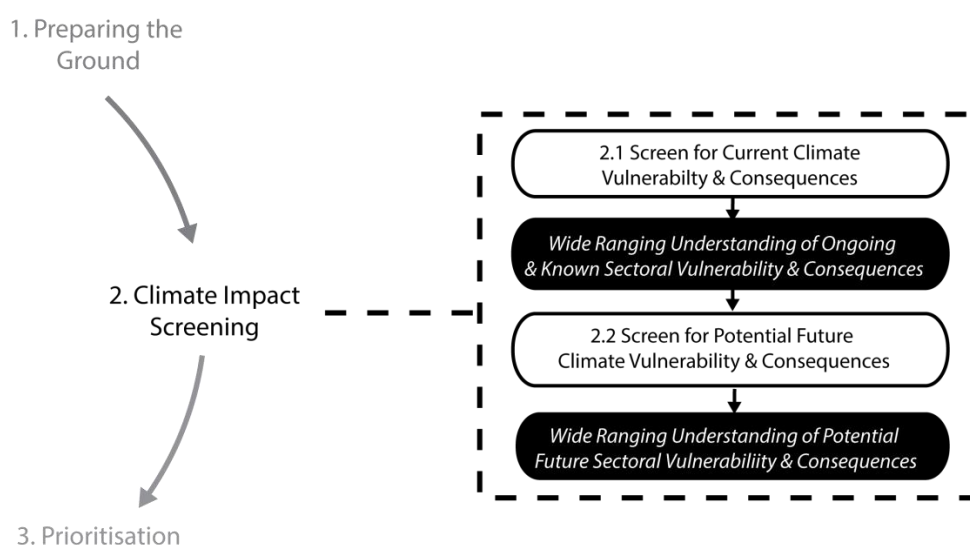 1. Preparing the
Ground
2. Climate Impact
Screening
3. Prioritisation
2.1 Screen for Current Climate
Vulnerabilty & Consequences
Wide Ranging Understanding of Ongoing
& Known Sectoral Vulnerability & Consequences
2.2 Screen for Potential Future
Climate Vulnerability & Consequences
Wide Ranging Understanding of Potential
Future Sectoral Vulnerabiliity & Consequences